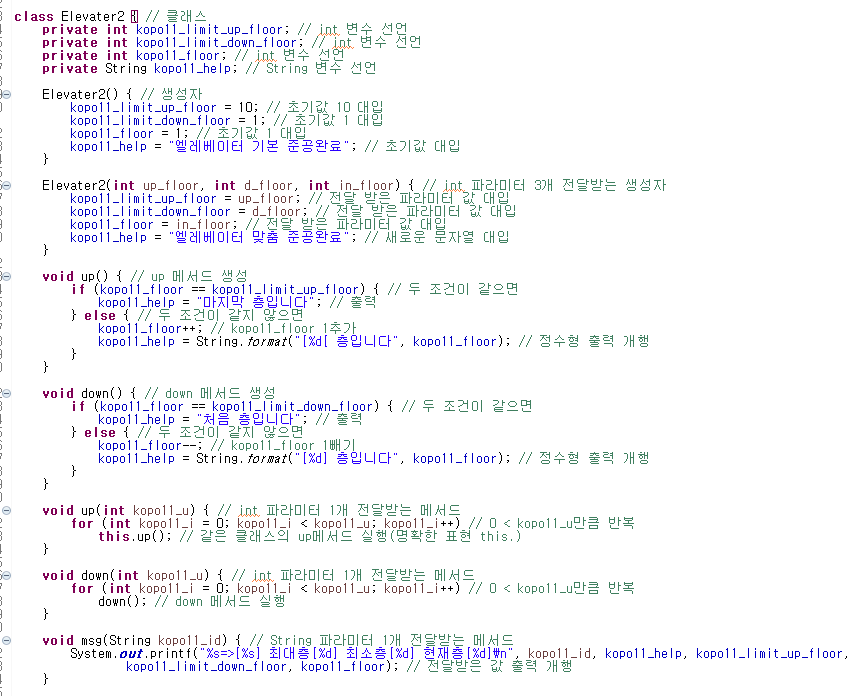 class Elevater2 { // 클래스
private int kopo11_limit_up_floor; // int 변수 선언
private int kopo11_limit_down_floor; // int 변수 선언
private int kopo11_floor; // int 변수 선언
private String kopo11_help; // String 변수 선언
Elevater2() { // 생성자
kopo11_limit_up_floor = 10; // 초기값 10 대입
kopo11_limit_down_floor = 1; // 초기값 1 대입
kopo11_floor = 1; // 초기값 1 대입
kopo11_help = "엘레베이터 기본 준공완료"; // 초기값 대입
}
Elevater2(int up_floor, int d_floor, int in_floor) { // int 파라미터 3개 전달받는 생성자
kopo11_limit_up_floor = up_floor; // 전달 받은 파라미터 값 대입
kopo11_limit_down_floor = d_floor; // 전달 받은 파라미터 값 대입
kopo11_floor = in_floor; // 전달 받은 파라미터 값 대입
kopo11_help = "엘레베이터 맞춤 준공완료"; // 새로운 문자열 대입
}
void up() { // up 메서드 생성
if (kopo11_floor == kopo11_limit_up_floor) { // 두 조건이 같으면
kopo11_help = "마지막 층입니다"; // 출력
} else { // 두 조건이 같지 않으면
kopo11_floor++; // kopo11_floor 1추가
kopo11_help = String.format("[%d[ 층입니다", kopo11_floor); // 정수형 출력 개행
}
}
void down() { // down 메서드 생성
if (kopo11_floor == kopo11_limit_down_floor) { // 두 조건이 같으면
kopo11_help = "처음 층입니다"; // 출력
} else { // 두 조건이 같지 않으면
kopo11_floor--; // kopo11_floor 1빼기
kopo11_help = String.format("[%d] 층입니다", kopo11_floor); // 정수형 출력 개행
}
}
void up(int kopo11_u) { // int 파라미터 1개 전달받는 메서드
for (int kopo11_i = 0; kopo11_i < kopo11_u; kopo11_i++) // 0 < kopo11_u만큼 반복
this.up(); // 같은 클래스의 up메서드 실행(명확한 표현 this.)
}
void down(int kopo11_u) { // int 파라미터 1개 전달받는 메서드
for (int kopo11_i = 0; kopo11_i < kopo11_u; kopo11_i++) // 0 < kopo11_u만큼 반복
down(); // down 메서드 실행
}
void msg(String kopo11_id) { // String 파라미터 1개 전달받는 메서드
System.out.printf("%s=>[%s] 최대층[%d] 최소층[%d] 현재층[%d]\n", kopo11_id, kopo11_help, kopo11_limit_up_floor,
kopo11_limit_down_floor, kopo11_floor); // 전달받은 값 출력 개행
}